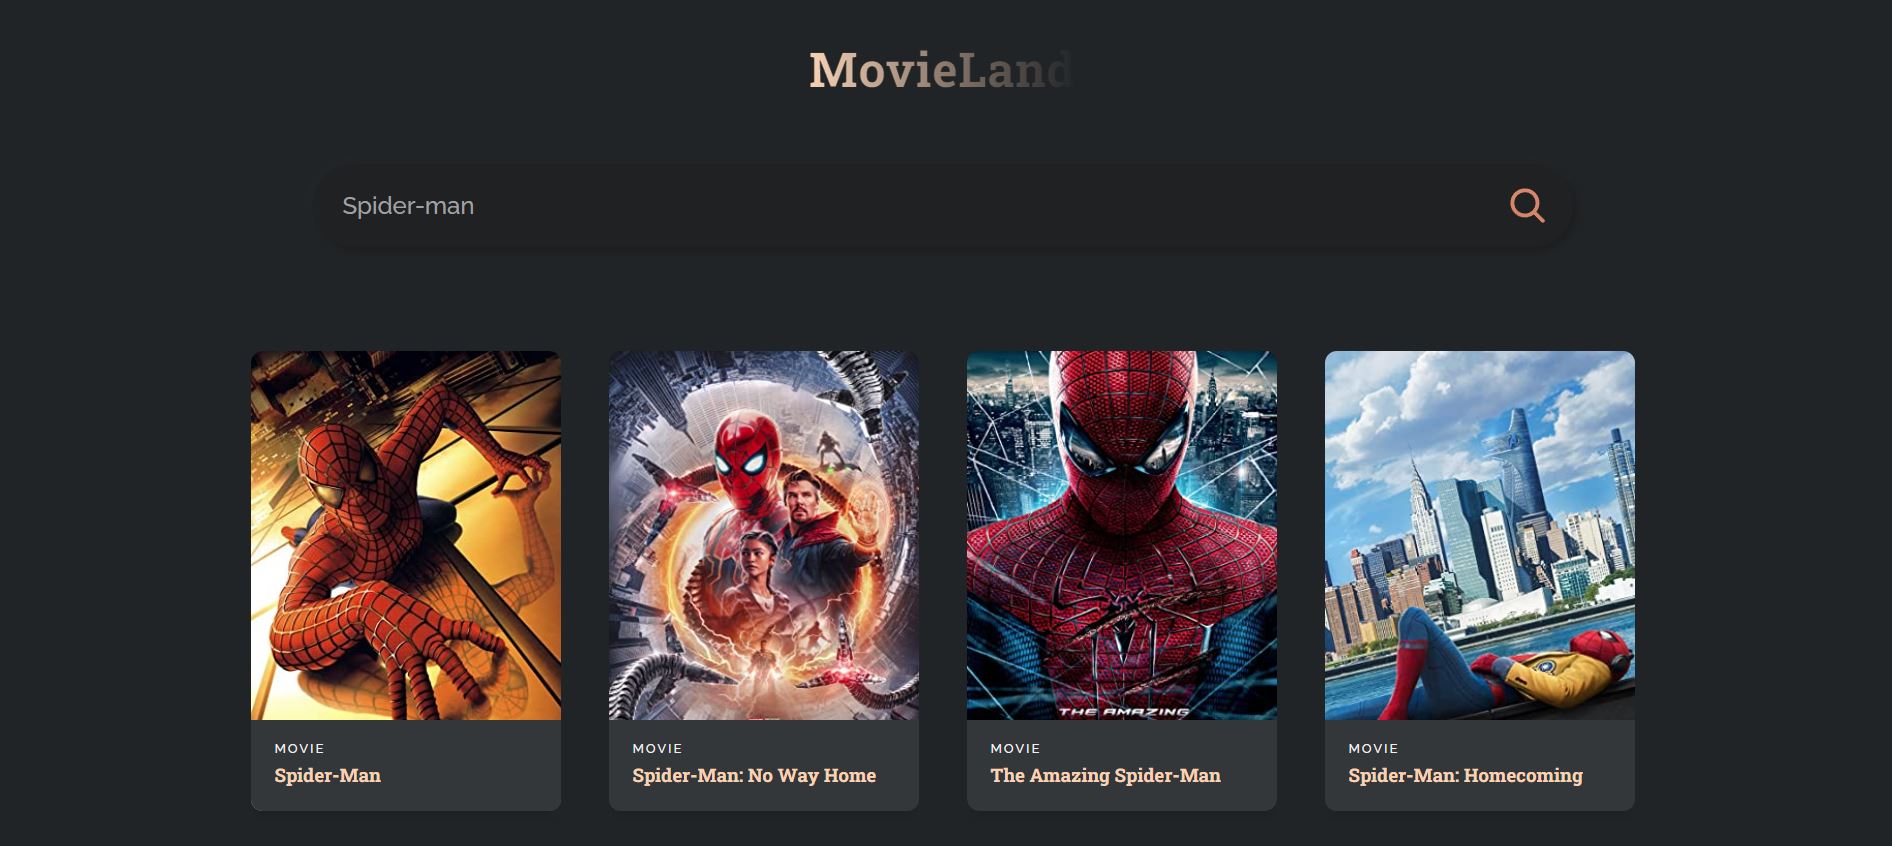 MovieLand
Spider-man
THE AMAZING
MOVIE
Spider-Man
MOVIE
Spider-Man: No Way Home
MOVIE
The Amazing Spider-Man
MOVIE
Spider-Man: Homecoming